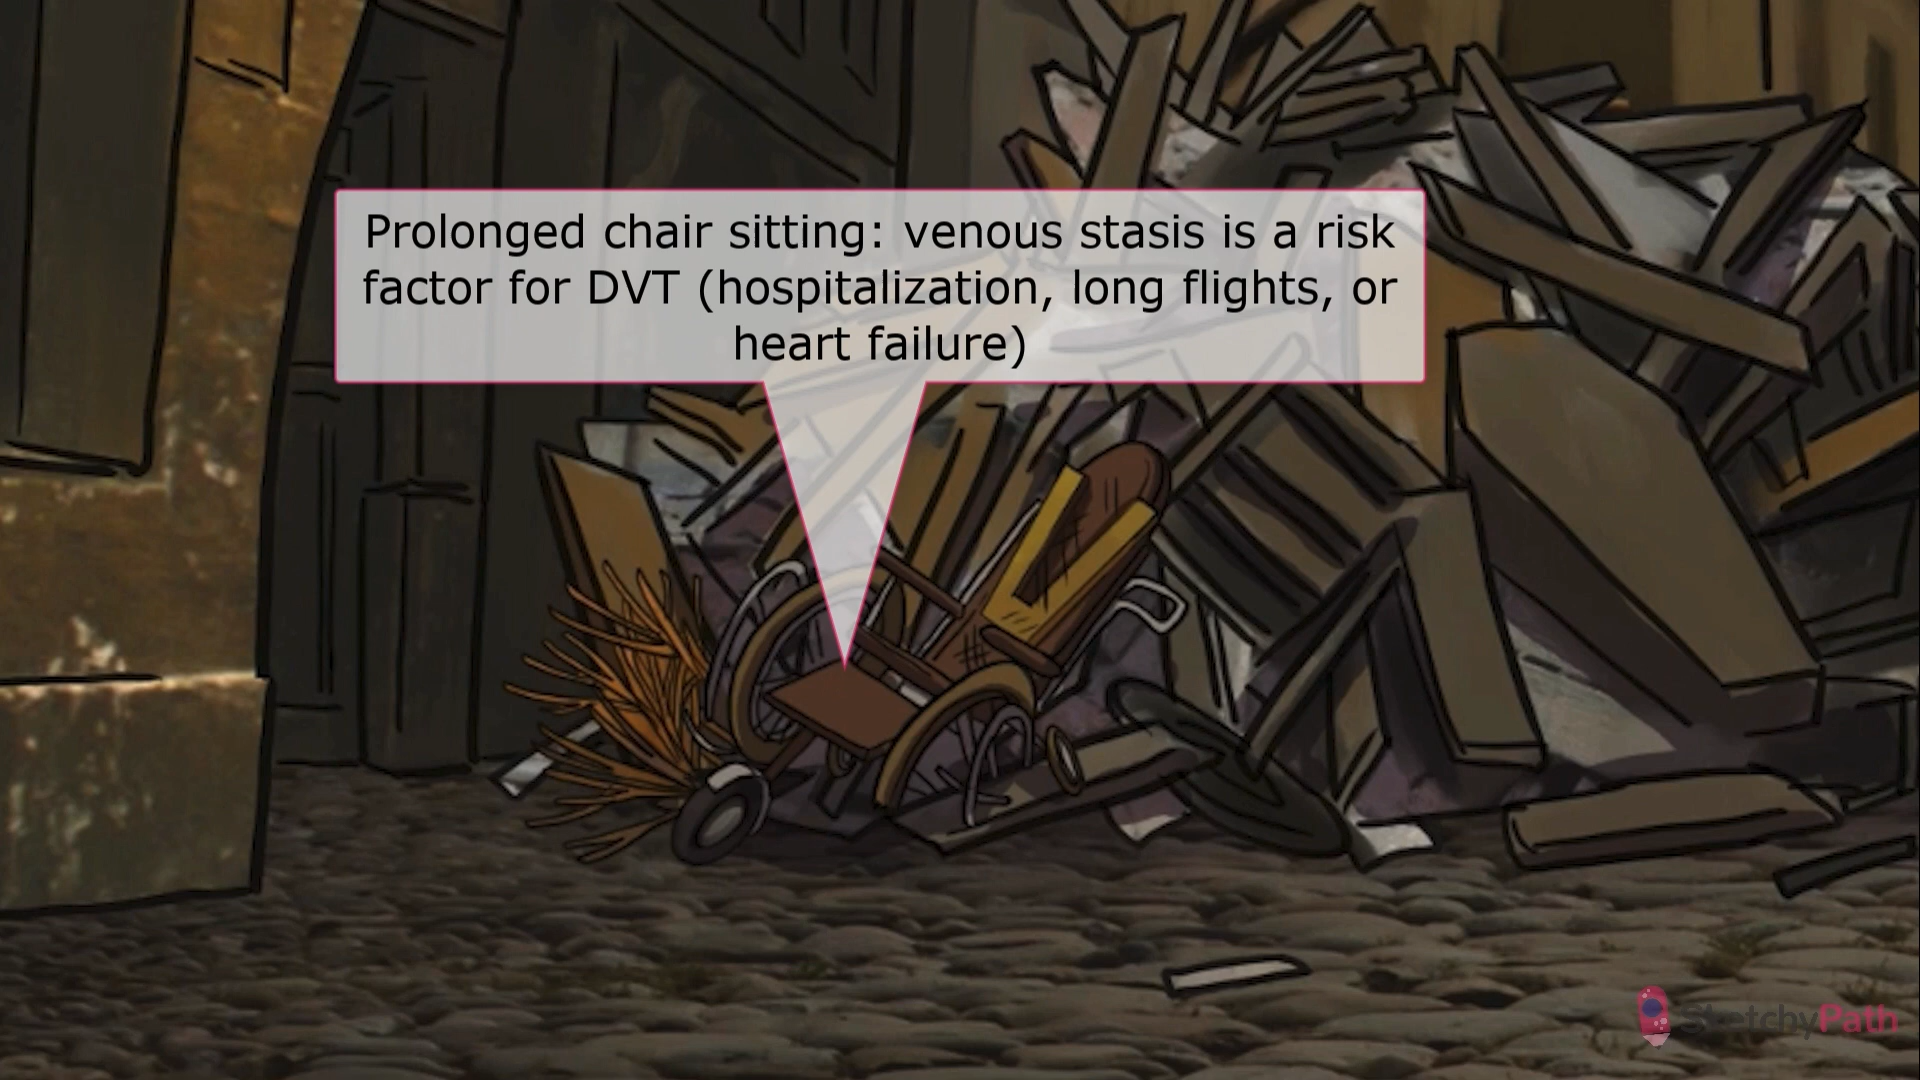 Prolonged chair sitting: venous stasis is a risk
factor for DVT (hospitalization, long flights, or
heart failure)
SketchyPath